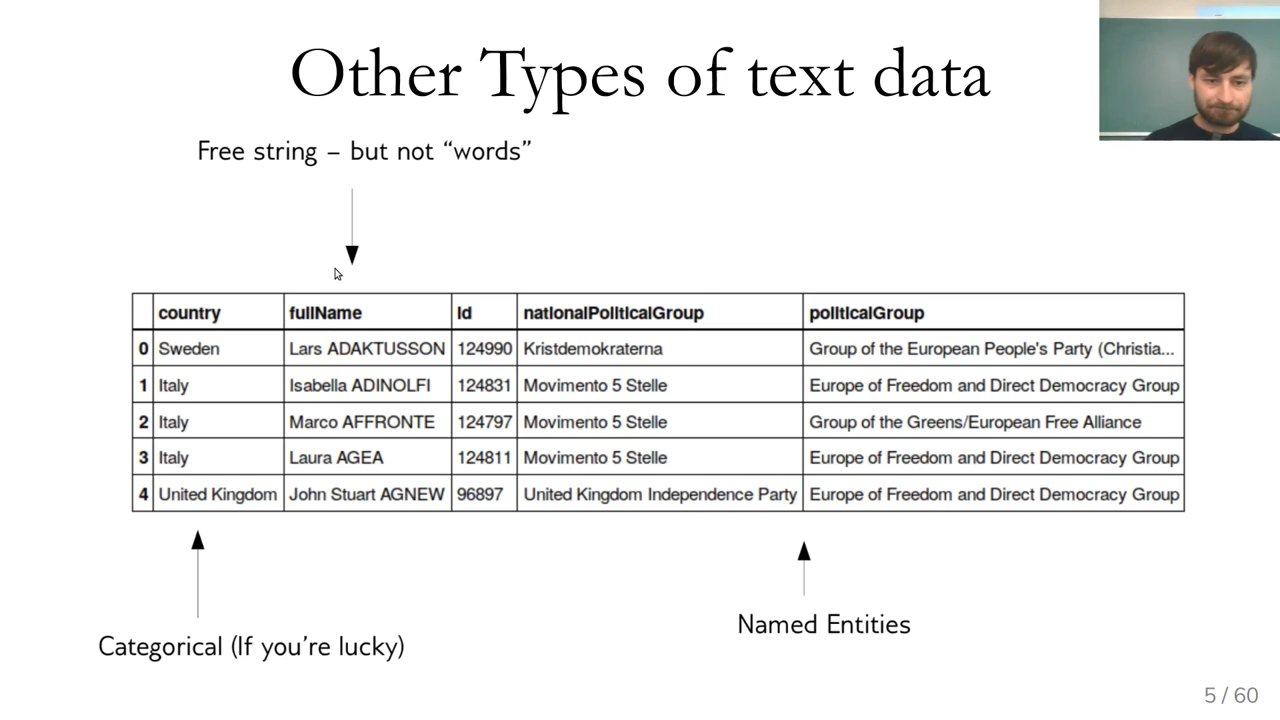 Other Types of text data
Free string – but not “words”
country fullName id nationalPoliticalGroup politicalGroup
0 Sweden Lars ADAKTUSSON 124990 Kristdemokraterna Group of the European People's Party (Christia...
1 Italy Isabella ADINOLFI 124831 Movimento 5 Stelle Europe of Freedom and Direct Democracy Group
2 Italy Marco AFFRONTE 124797 Movimento 5 Stelle Group of the Greens/European Free Alliance
3 Italy Laura AGEA 124811 Movimento 5 Stelle Europe of Freedom and Direct Democracy Group
4 United Kingdom John Stuart AGNEW 96897 United Kingdom Independence Party Europe of Freedom and Direct Democracy Group
Named Entities
Categorical (If you’re lucky)
5 / 60